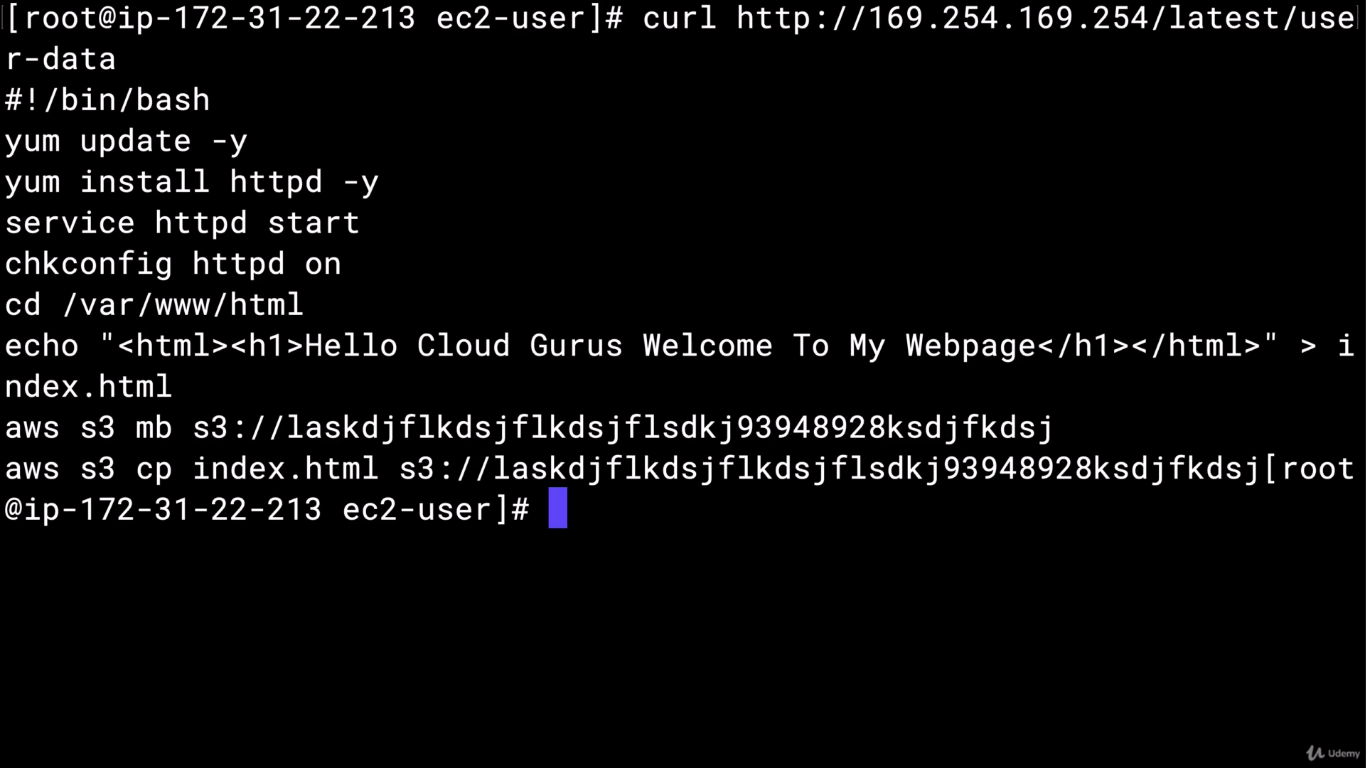 [root@ip-172-31-22-213 ec2-user]# curl http://169.254.169.254/latest/use
r-data
#!/bin/bash
yum update -y
yum install httpd -y
service httpd start
chkconfig httpd on
cd /var/www/html
echo "<html><h1>Hello Cloud Gurus Welcome To My Webpage</h1></html>" > i
ndex.html
aws s3 mb s3://laskdjflkdsjflkdsjflsdkj93948928ksdjfkdsj
aws s3 cp index.html s3://laskdjflkdsjflkdsjflsdkj93948928ksdjfkdsj[root
@ip-172-31-22-213 ec2-user]#
Udemy